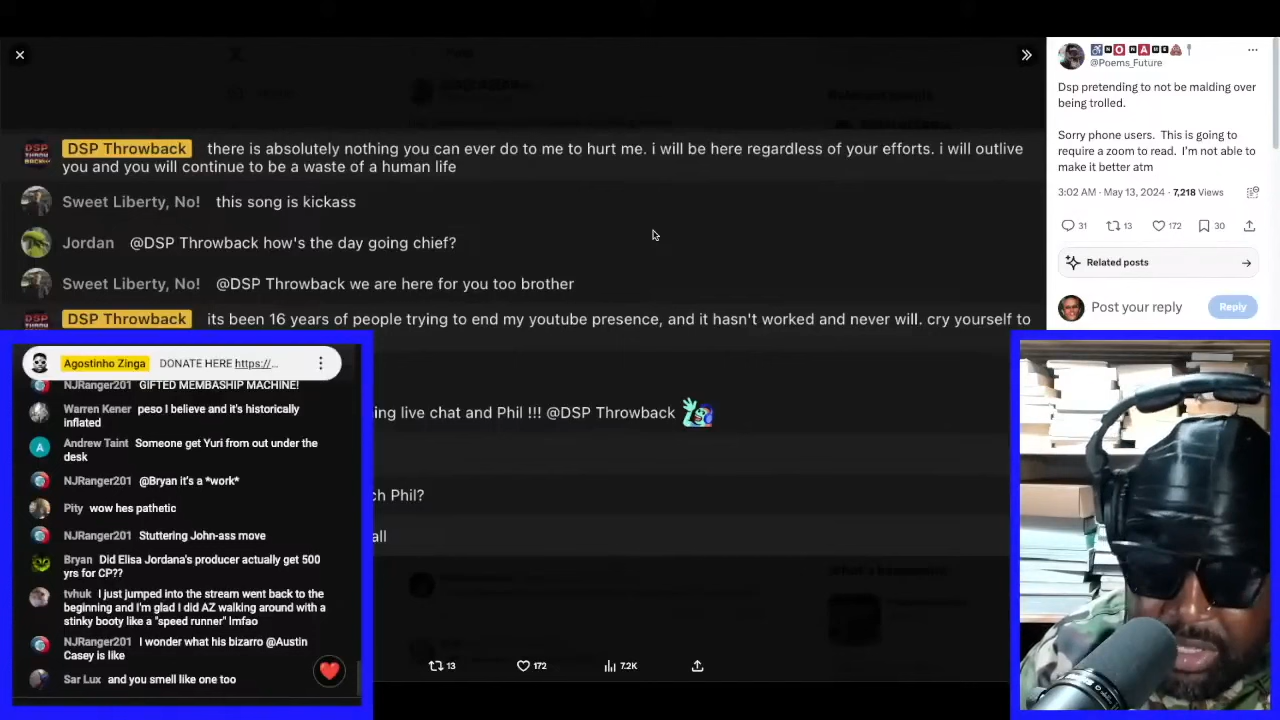 @Poems_Future
Dsp pretending to not be malding over
being trolled.
Sorry phone users. This is going to
require a zoom to read. I'm not able to
make it better atm
3:02 AM · May 13, 2024 · 7,218 Views
31 13 172 30
Related posts
Post your reply Reply
DSP Throwback there is absolutely nothing you can ever do to me to hurt me. i will be here regardless of your efforts. i will outlive
you and you will continue to be a waste of a human life
Sweet Liberty, No! this song is kickass
Jordan @DSP Throwback how's the day going chief?
Sweet Liberty, No! @DSP Throwback we are here for you too brother
DSP Throwback its been 16 years of people trying to end my youtube presence, and it hasn't worked and never will. cry yourself to
ing live chat and Phil !!! @DSP Throwback
ch Phil?
all
13 172 7.2K
Agostinho Zinga DONATE HERE https://...
NJRanger201 GIFTED MEMBASHIP MACHINE!
Warren Kener peso I believe and it's historically
inflated
Andrew Taint Someone get Yuri from out under the
desk
NJRanger201 @Bryan it's a *work*
Pity wow hes pathetic
NJRanger201 Stuttering John-ass move
Bryan Did Elisa Jordana's producer actually get 500
yrs for CP??
tvhuk I just jumped into the stream went back to the
beginning and I'm glad I did AZ walking around with a
stinky booty like a "speed runner" lmfao
NJRanger201 I wonder what his bizarro @Austin
Casey is like
Sar Lux and you smell like one too